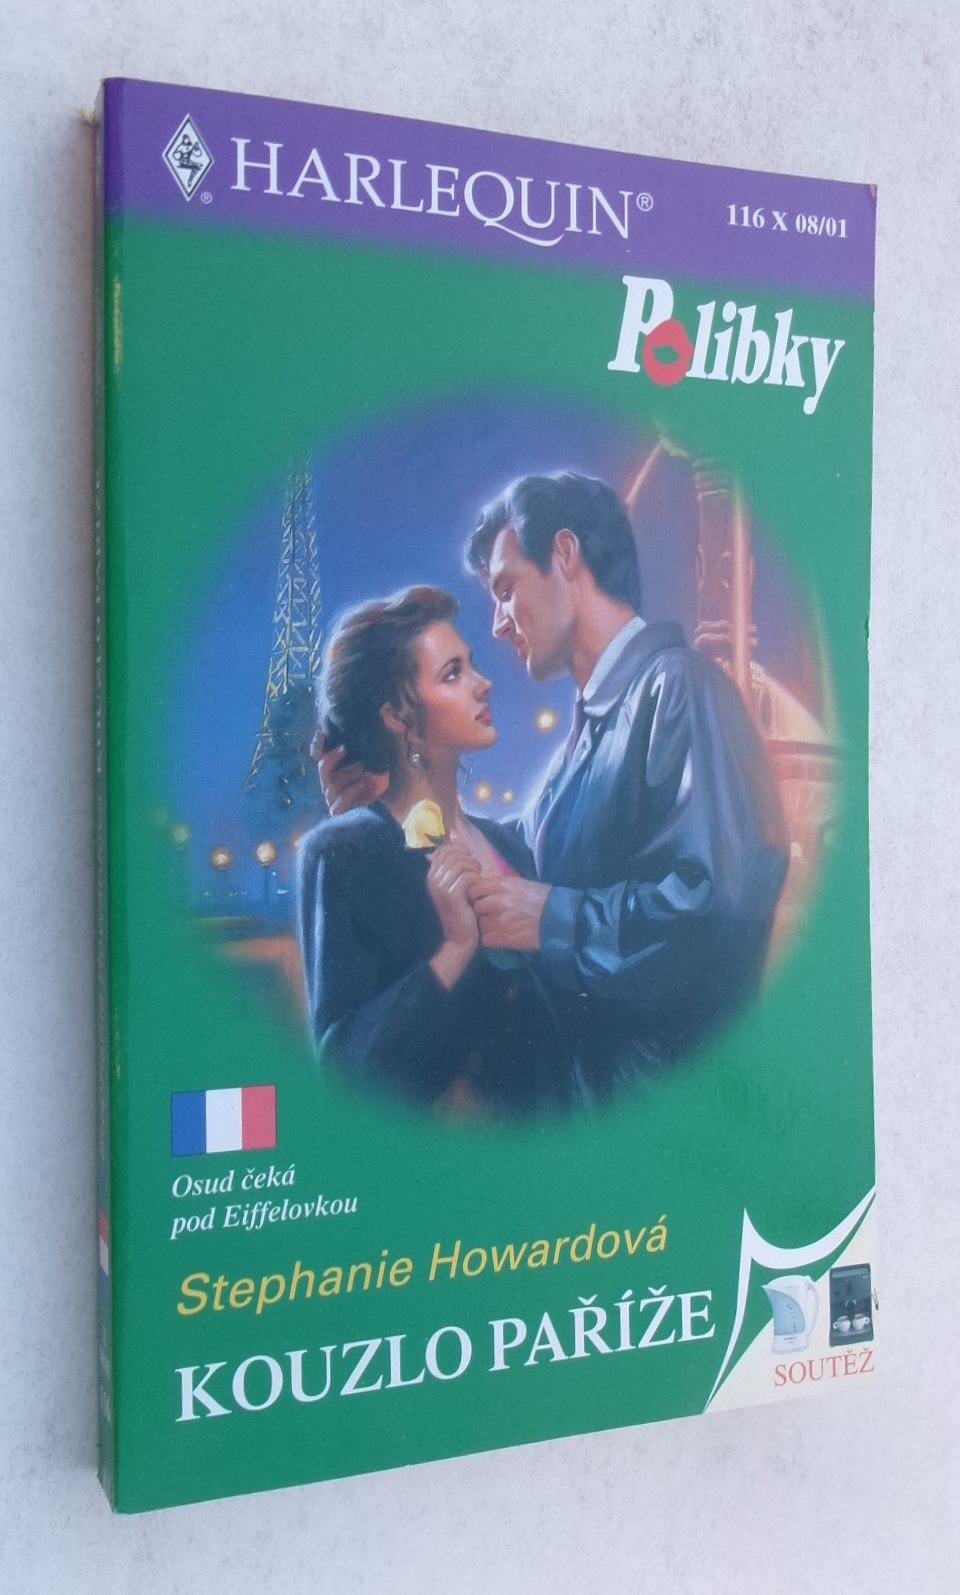 HARLEQUIN®
®
116 X 08/01
Polibky
Osud čeká
pod Eiffelovkou
Stephanie Howardová
KOUZLO PAŘÍŽE
SOUTĚŽ